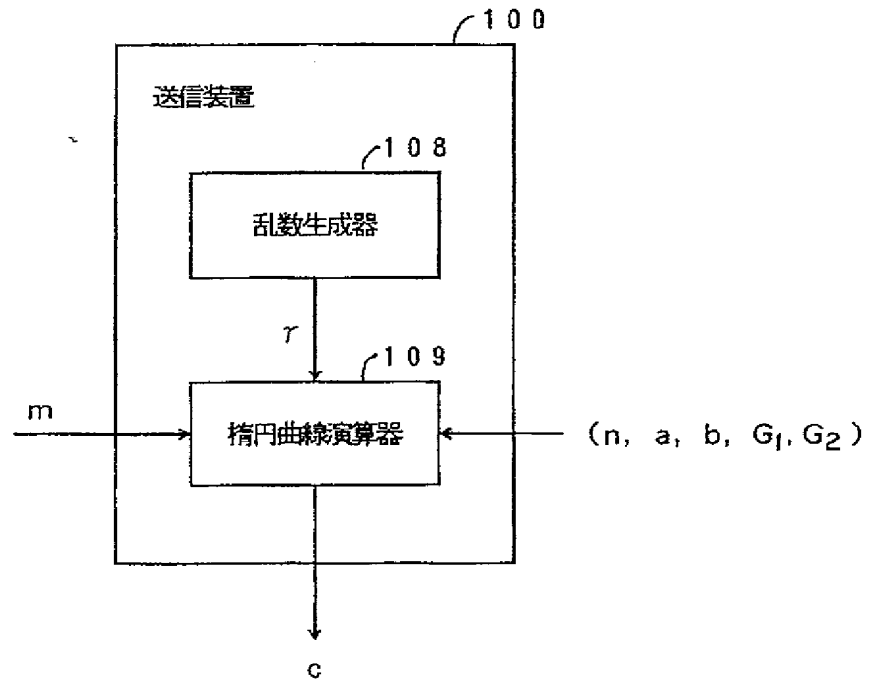 100
送信装置
108
乱数生成器
r
109
m
楕円曲線演算器
(n, a, b, G1, G2)
c